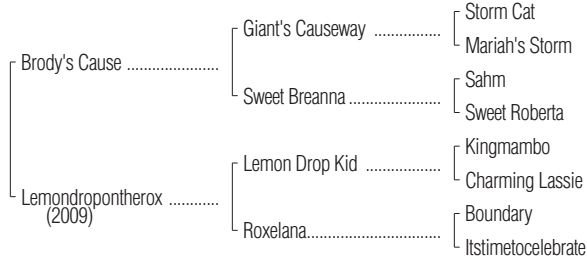 Storm Cat
Giant's Causeway ..................
Mariah's Storm
Brody's Cause .....................
Sahm
Sweet Breanna .....................
Sweet Roberta
Kingmambo
Lemon Drop Kid .................
Charming Lassie
Lemondropontherox ...........
(2009)
Boundary
Roxelana..............................
Itstimetocelebrate